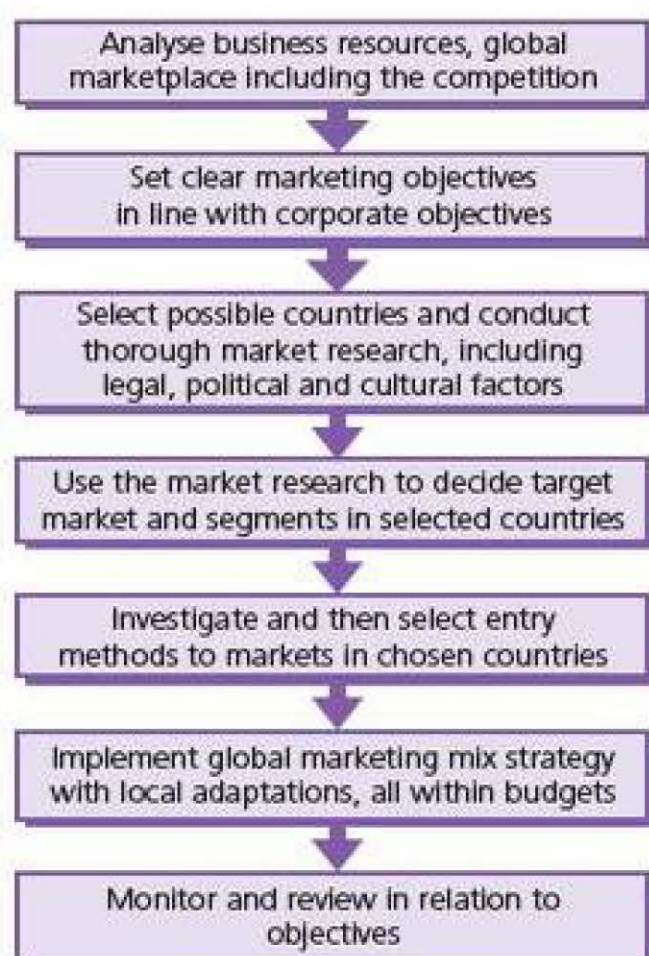 Analyse business resources, global
marketplace including the competition
Set clear marketing objectives
in line with corporate objectives
Select possible countries and conduct
thorough market research, including
legal, political and cultural factors
Use the market research to decide target
market and segments in selected countries
Investigate and then select entry
methods to markets in chosen countries
Implement global marketing mix strategy
with local adaptations, all within budgets
Monitor and review in relation to
objectives